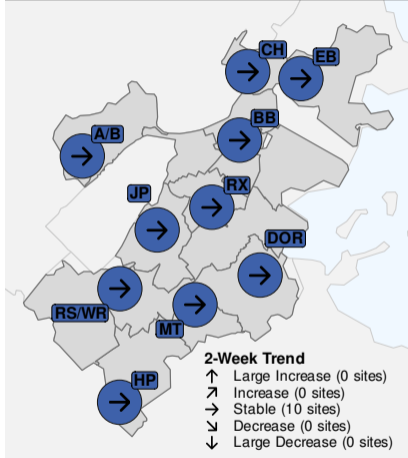 CH
EB
BB
A/B
RX
JP
DOR
RS/WR
MT
HP
2-Week Trend
↑ Large Increase (0 sites)
↗ Increase (0 sites)
→ Stable (10 sites)
↘ Decrease (0 sites)
↓ Large Decrease (0 sites)